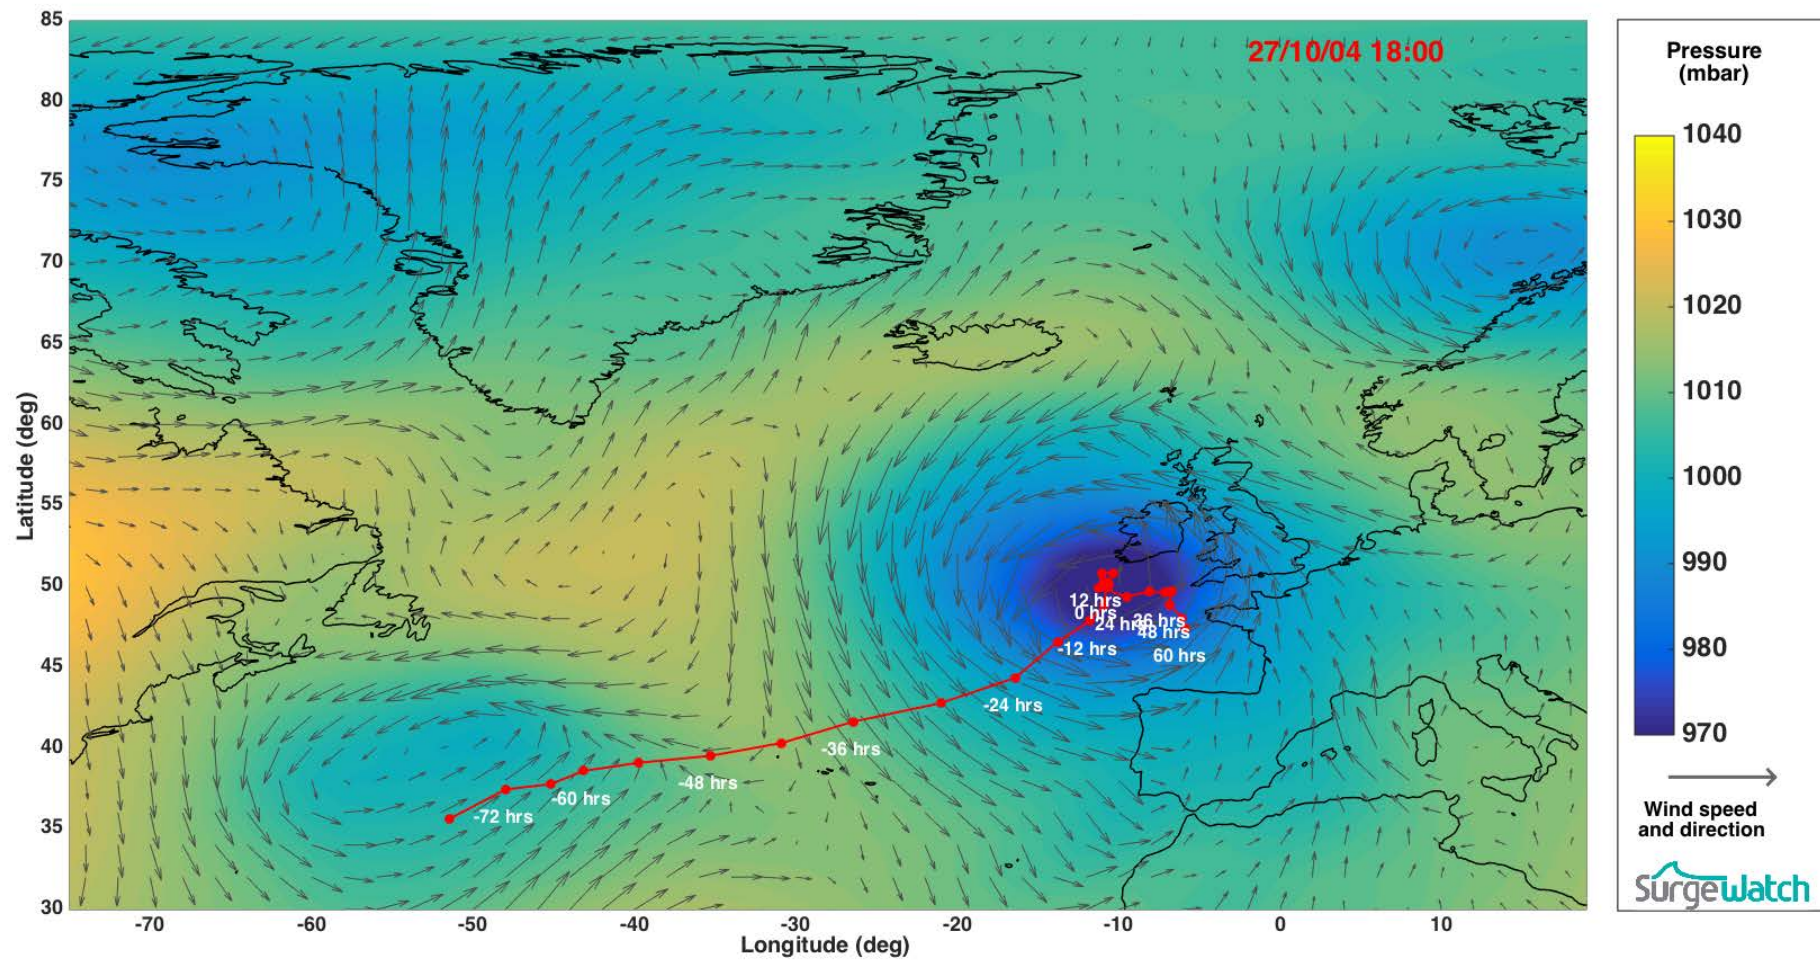 27/10/04 18:00
85
80
75
70
65
60
55
50
45
40
35
30
Latitude (deg)
-70
-60
-50
-40
-30
-20
-10
0
10
Longitude (deg)
-72 hrs
-60 hrs
-48 hrs
-36 hrs
-24 hrs
-12 hrs
0 hrs
12 hrs
24 hrs
36 hrs
48 hrs
60 hrs
Pressure
(mbar)
1040
1030
1020
1010
1000
990
980
970
Wind speed
and direction
SurgeWatch